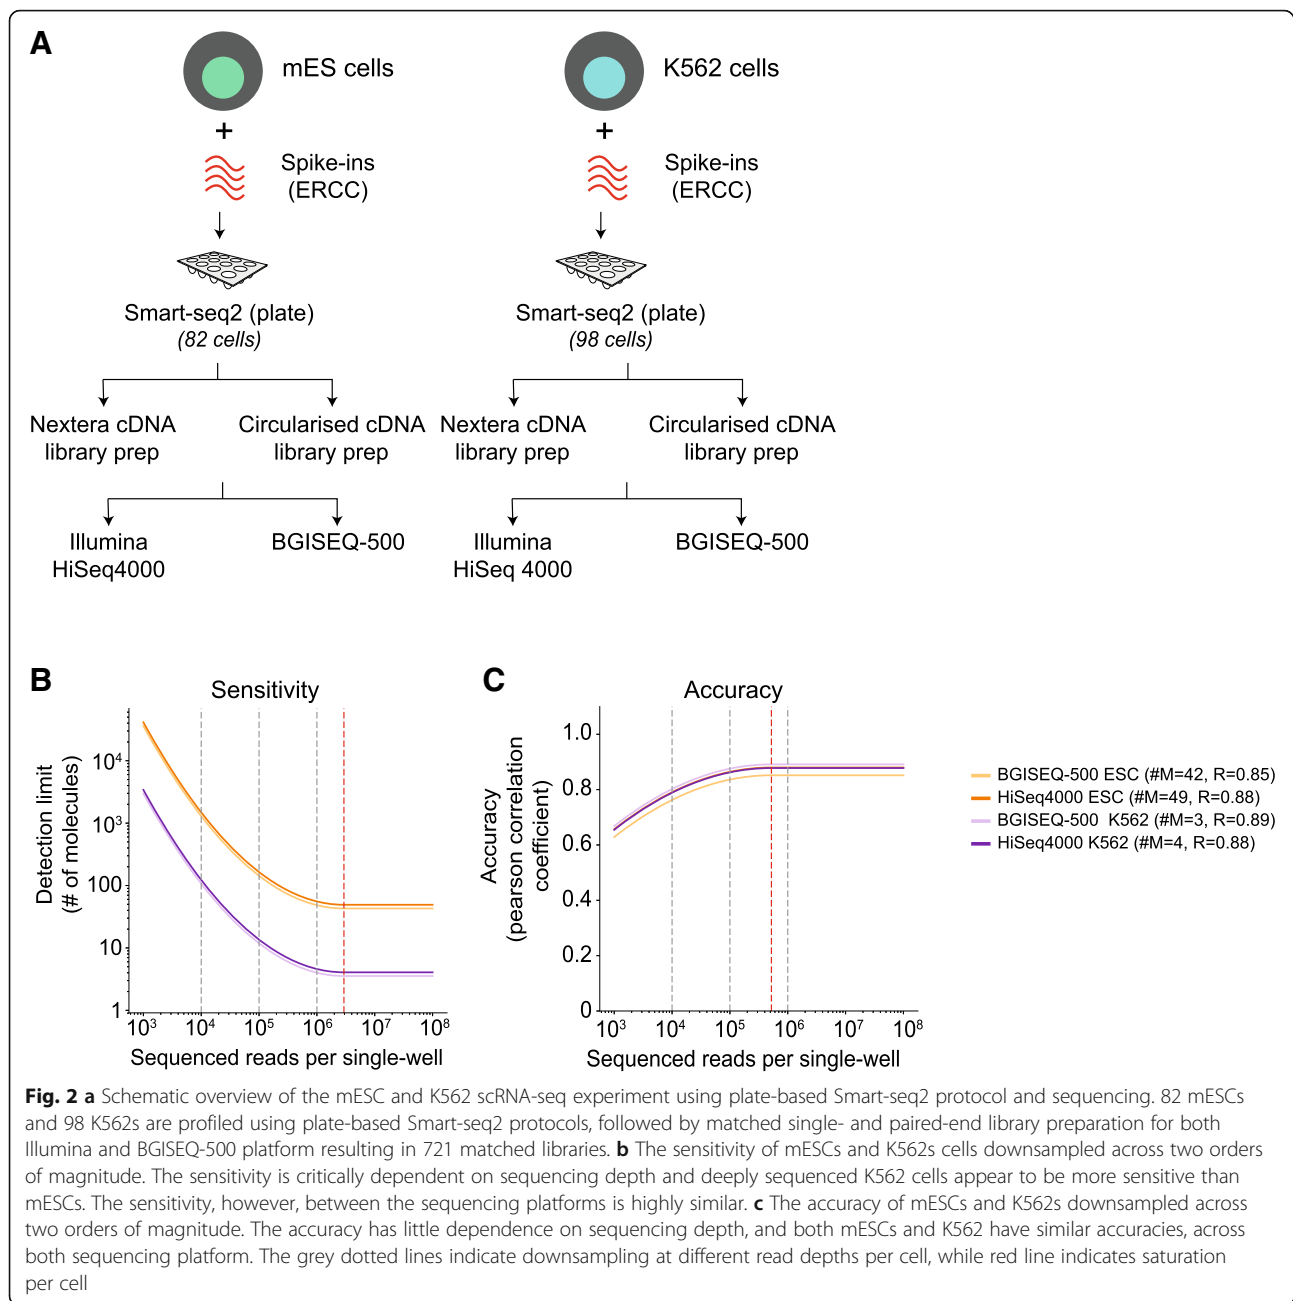 A
mES cells
K562 cells
+
+
Spike-ins
(ERCC)
Spike-ins
(ERCC)
Smart-seq2 (plate)
(82 cells)
Smart-seq2 (plate)
(98 cells)
Nextera cDNA
library prep
Circularised cDNA
library prep
Nextera cDNA
library prep
Circularised cDNA
library prep
Illumina
HiSeq4000
BGISEQ-500
Illumina
HiSeq 4000
BGISEQ-500
B
Sensitivity
Detection limit
(# of molecules)
10⁴
10³
100
10
1
10³ 10⁴ 10⁵ 10⁶ 10⁷ 10⁸
Sequenced reads per single-well
C
Accuracy
Accuracy
(pearson correlation
coefficient)
1.0
0.8
0.6
0.4
0.2
0
10³ 10⁴ 10⁵ 10⁶ 10⁷ 10⁸
Sequenced reads per single-well
BGISEQ-500 ESC (#M=42, R=0.85)
HiSeq4000 ESC (#M=49, R=0.88)
BGISEQ-500 K562 (#M=3, R=0.89)
HiSeq4000 K562 (#M=4, R=0.88)
Fig. 2 a Schematic overview of the mESC and K562 scRNA-seq experiment using plate-based Smart-seq2 protocol and sequencing. 82 mESCs
and 98 K562s are profiled using plate-based Smart-seq2 protocols, followed by matched single- and paired-end library preparation for both
Illumina and BGISEQ-500 platform resulting in 721 matched libraries. b The sensitivity of mESCs and K562s cells downsampled across two orders
of magnitude. The sensitivity is critically dependent on sequencing depth and deeply sequenced K562 cells appear to be more sensitive than
mESCs. The sensitivity, however, between the sequencing platforms is highly similar. c The accuracy of mESCs and K562s downsampled across
two orders of magnitude. The accuracy has little dependence on sequencing depth, and both mESCs and K562 have similar accuracies, across
both sequencing platform. The grey dotted lines indicate downsampling at different read depths per cell, while red line indicates saturation
per cell